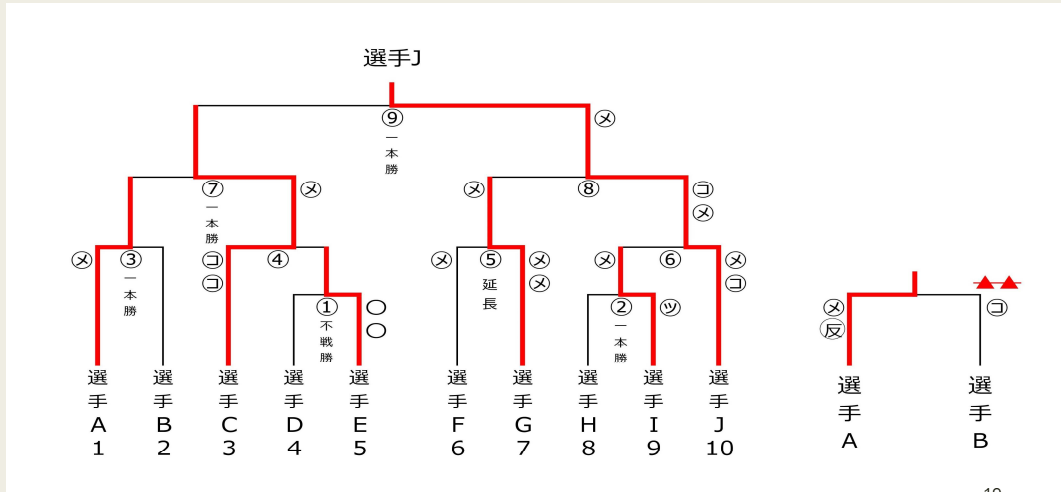 選手J
⑨
㋱
一本勝
⑦
㋱
㋱
⑧
㋙
㋱
一本勝
㋱
③
㋙
㋙
④
㋱
⑤
㋱
㋱
㋱
⑥
㋱
㋙
一本勝
延長
①
〇
〇
②
㋡
不戦勝
一本勝
㋱
反
㋙
選手A
1
選手B
2
選手C
3
選手D
4
選手E
5
選手F
6
選手G
7
選手H
8
選手I
9
選手J
10
選手A
選手B